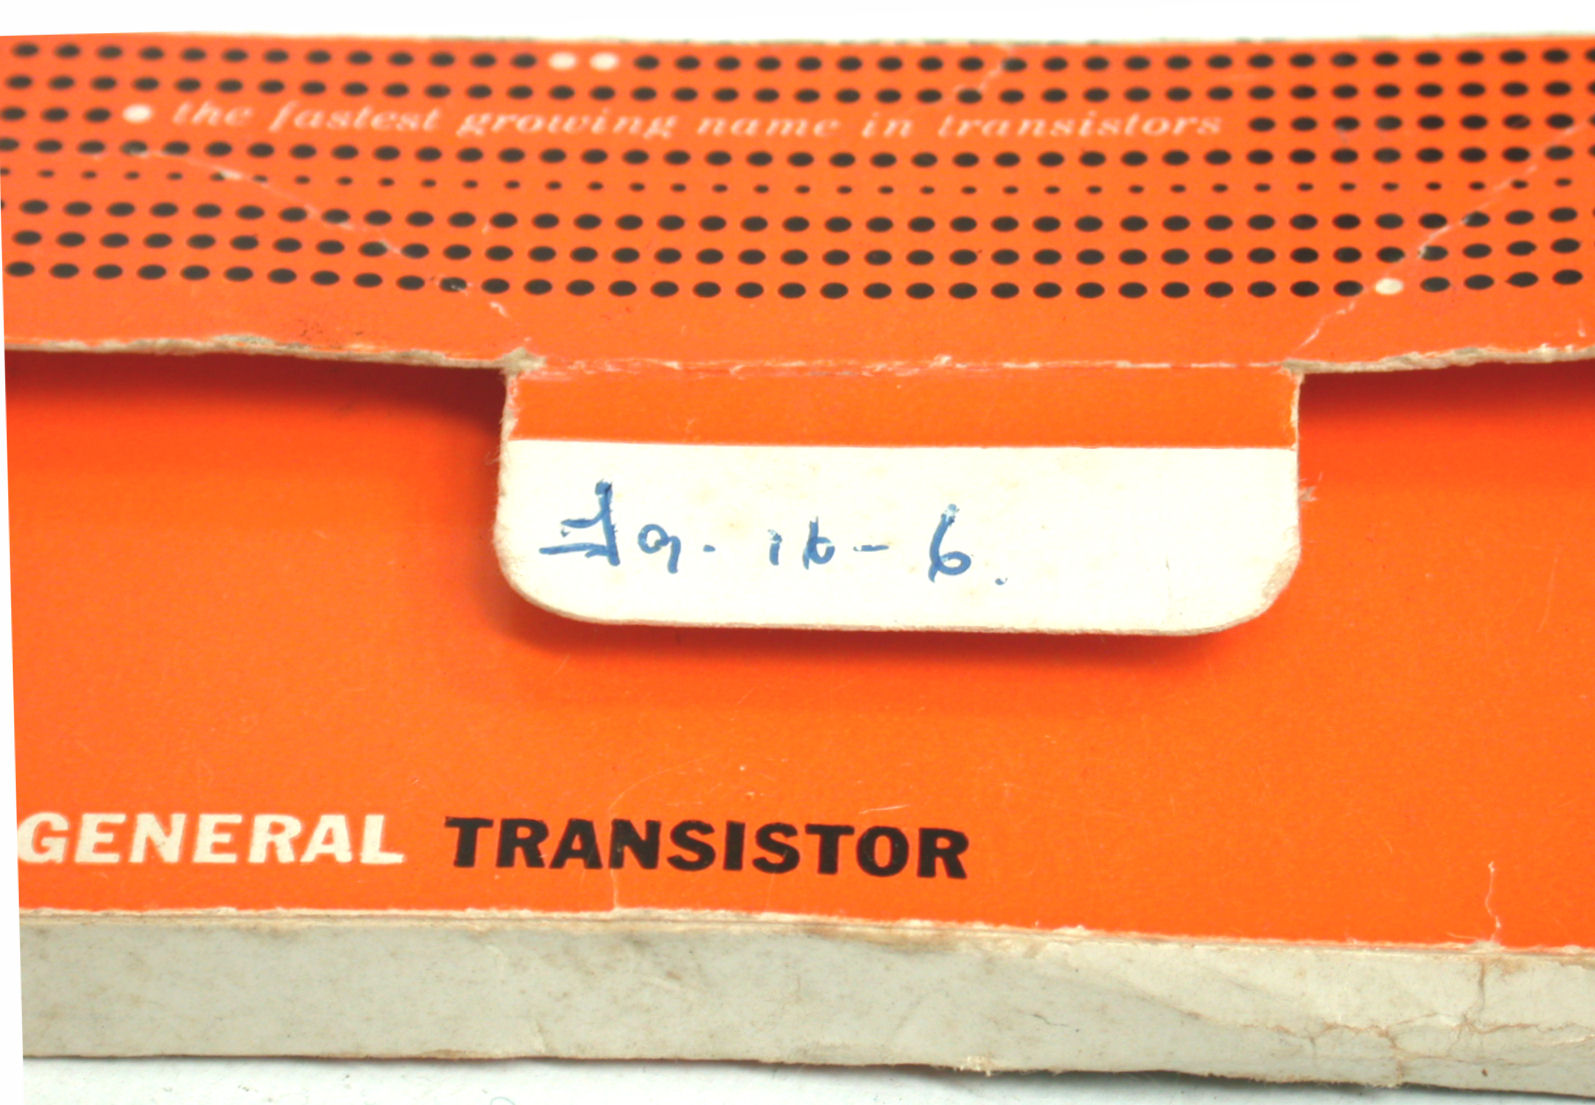 the fastest growing name in transistors
GENERAL TRANSISTOR